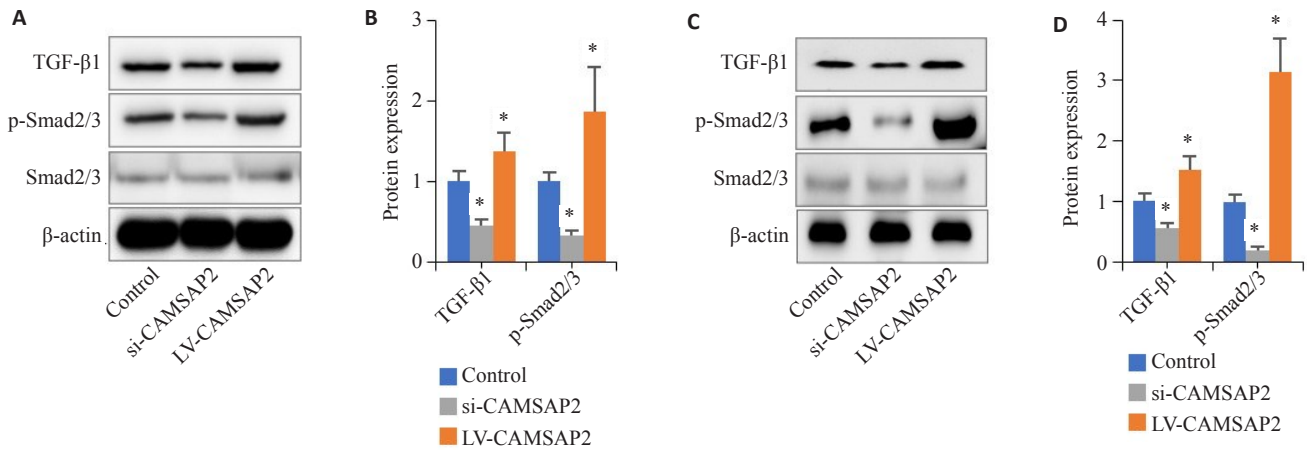 A
TGF-β1
p-Smad2/3
Smad2/3
β-actin
Control
si-CAMSAP2
LV-CAMSAP2
B
Protein expression
3
2
1
0
*
*
*
*
TGF-β1
p-Smad2/3
Control
si-CAMSAP2
LV-CAMSAP2
C
TGF-β1
p-Smad2/3
Smad2/3
β-actin
Control
si-CAMSAP2
LV-CAMSAP2
D
Protein expression
4
3
2
1
0
*
*
*
*
TGF-β1
p-Smad2/3
Control
si-CAMSAP2
LV-CAMSAP2